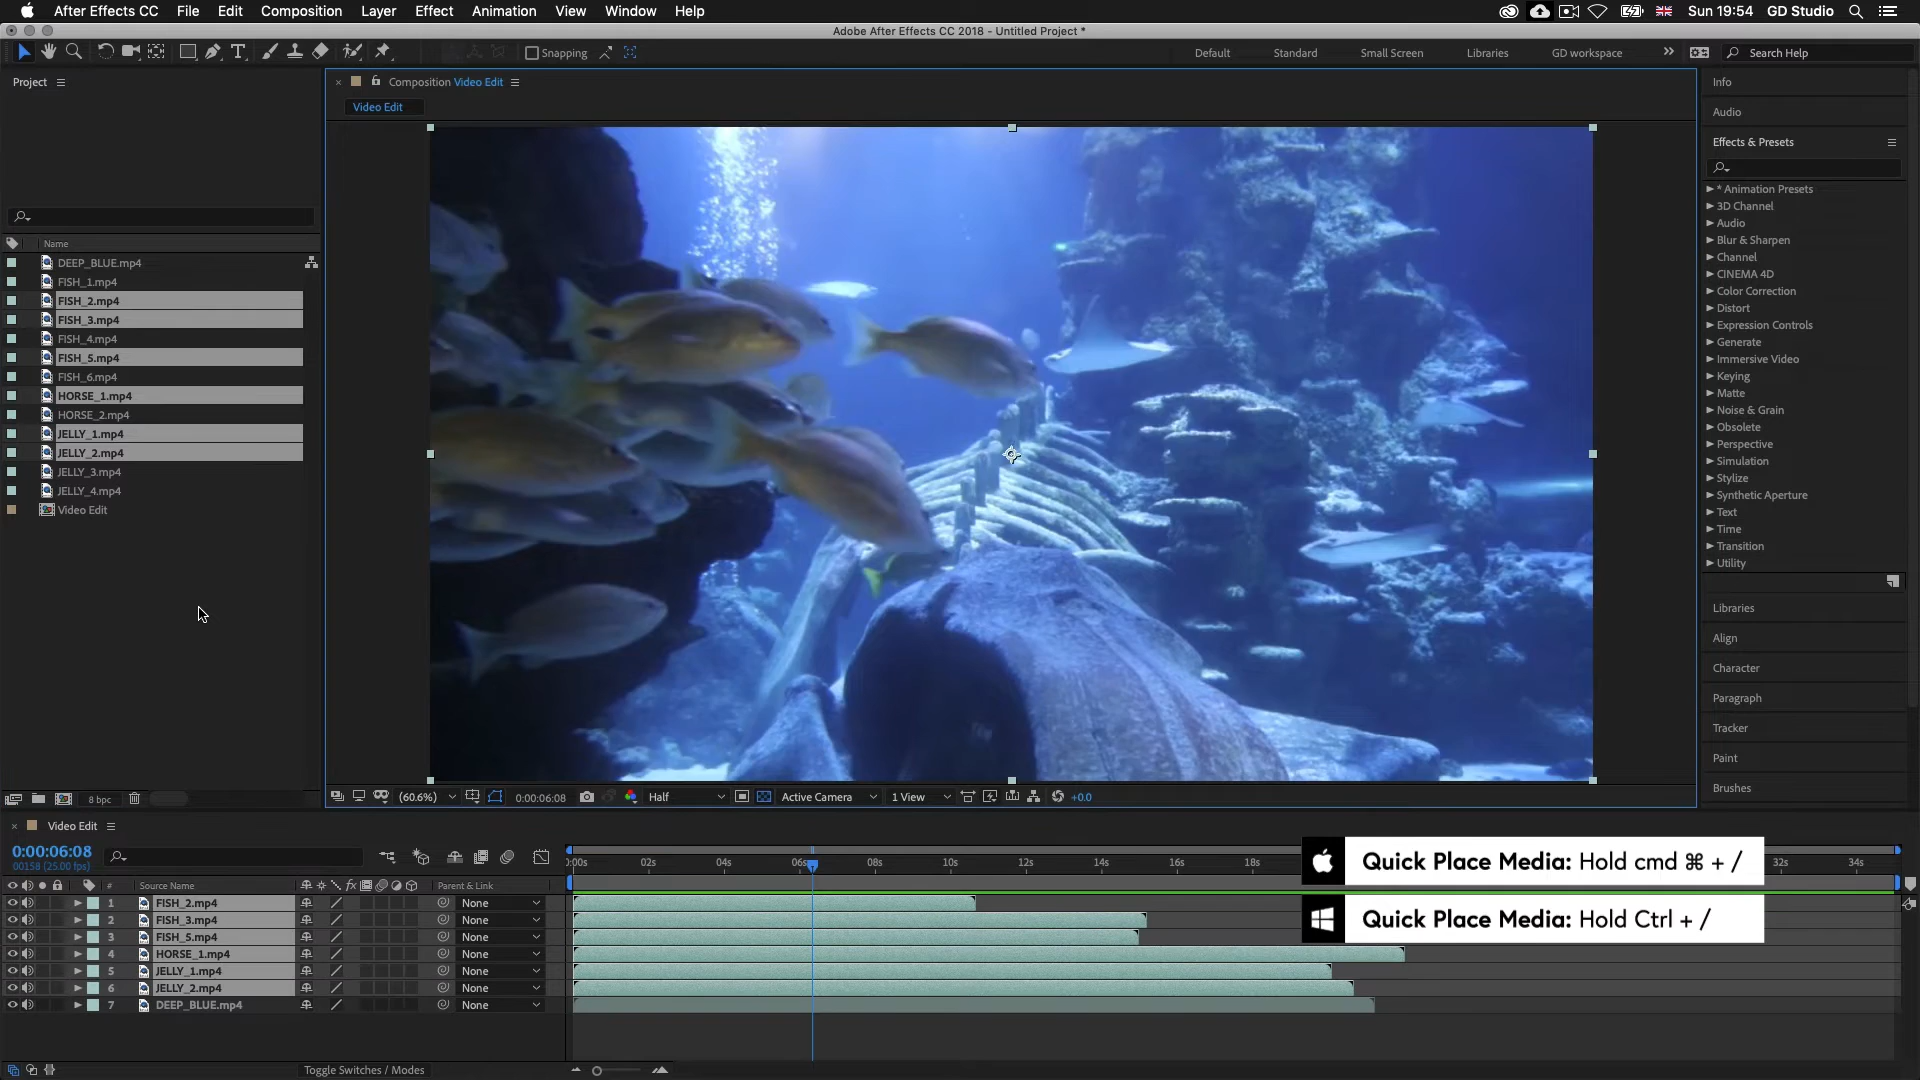 After Effects CC File Edit Composition Layer Effect Animation View Window Help Sun 19:54 GD Studio
Adobe After Effects CC 2018 - Untitled Project *
Snapping Default Standard Small Screen Libraries GD workspace Search Help
Project
Composition Video Edit
Video Edit
Name
DEEP_BLUE.mp4
FISH_1.mp4
FISH_2.mp4
FISH_3.mp4
FISH_4.mp4
FISH_5.mp4
FISH_6.mp4
HORSE_1.mp4
HORSE_2.mp4
JELLY_1.mp4
JELLY_2.mp4
JELLY_3.mp4
JELLY_4.mp4
Video Edit
8 bpc
(60.6%) 0:00:06:08 Half Active Camera 1 View +0.0
Info
Audio
Effects & Presets
* Animation Presets
3D Channel
Audio
Blur & Sharpen
Channel
CINEMA 4D
Color Correction
Distort
Expression Controls
Generate
Immersive Video
Keying
Matte
Noise & Grain
Obsolete
Perspective
Simulation
Stylize
Synthetic Aperture
Text
Time
Transition
Utility
Libraries
Align
Character
Paragraph
Tracker
Paint
Brushes
Video Edit
0:00:06:08
00158 (25.00 fps)
:00s 02s 04s 06s 08s 10s 12s 14s 16s 18s 32s 34s
# Source Name Parent & Link
1 FISH_2.mp4 None
2 FISH_3.mp4 None
3 FISH_5.mp4 None
4 HORSE_1.mp4 None
5 JELLY_1.mp4 None
6 JELLY_2.mp4 None
7 DEEP_BLUE.mp4 None
Toggle Switches / Modes
Quick Place Media: Hold cmd ⌘ + /
Quick Place Media: Hold Ctrl + /